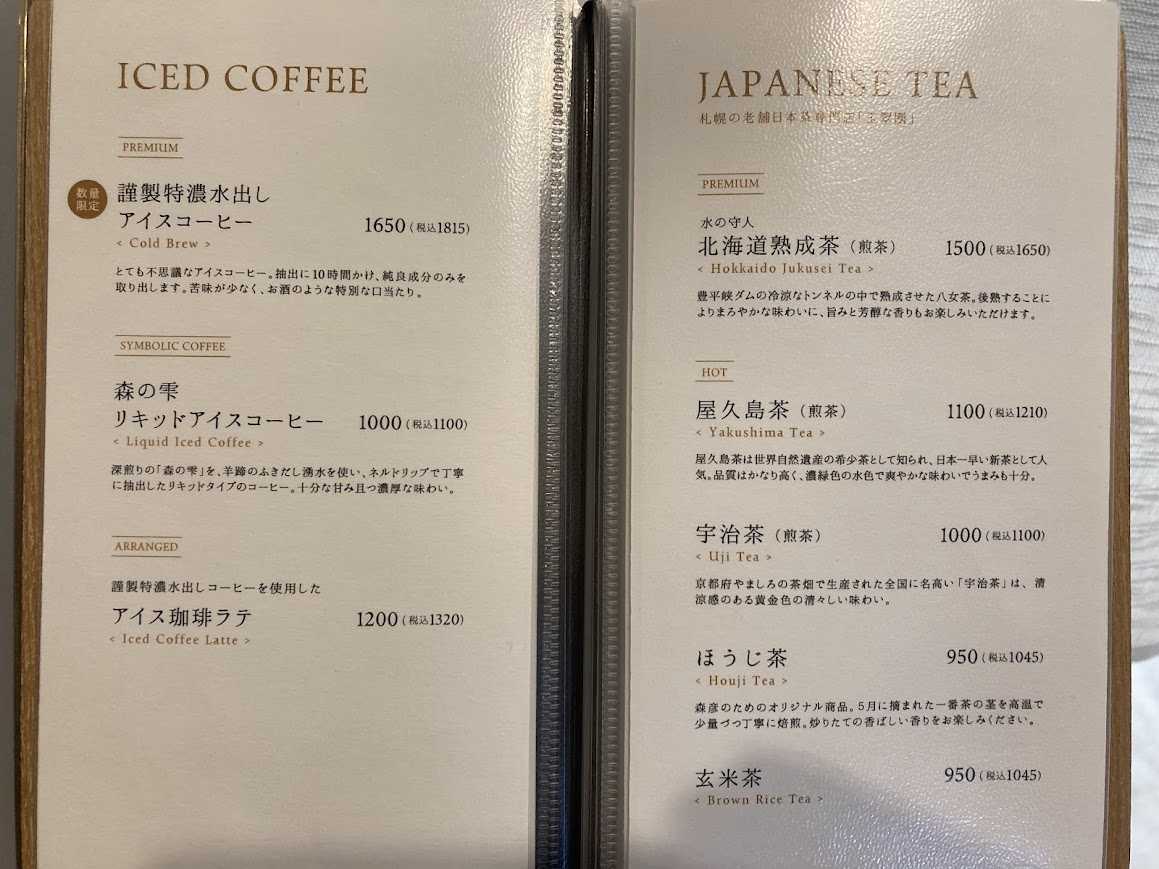 ICED COFFEE
PREMIUM
数量
限定
謹製特濃水出し
アイスコーヒー 1650(税込1815)
< Cold Brew >
とても不思議なアイスコーヒー。抽出に10時間かけ、純良成分のみを
取り出します。苦味が少なく、お酒のような特別な口当たり。
SYMBOLIC COFFEE
森の雫
リキッドアイスコーヒー 1000(税込1100)
< Liquid Iced Coffee >
深煎りの「森の雫」を、羊蹄のふきだし湧水を使い、ネルドリップで丁寧
に抽出したリキッドタイプのコーヒー。十分な甘み且つ濃厚な味わい。
ARRANGED
謹製特濃水出しコーヒーを使用した
アイス珈琲ラテ 1200(税込1320)
< Iced Coffee Latte >
JAPANESE TEA
札幌の老舗日本茶専門店「玉翠園」
PREMIUM
水の守人
北海道熟成茶(煎茶) 1500(税込1650)
< Hokkaido Jukusei Tea >
豊平峡ダムの冷涼なトンネルの中で熟成させた八女茶。後熟することに
よりまろやかな味わいに、旨みと芳醇な香りもお楽しみいただけます。
HOT
屋久島茶(煎茶) 1100(税込1210)
< Yakushima Tea >
屋久島茶は世界自然遺産の希少茶として知られ、日本一早い新茶として人
気。品質はかなり高く、濃緑色の水色で爽やかな味わいでうまみも十分。
宇治茶(煎茶) 1000(税込1100)
< Uji Tea >
京都府やましろの茶畑で生産された全国に名高い「宇治茶」は、清
涼感のある黄金色の清々しい味わい。
ほうじ茶 950(税込1045)
< Houji Tea >
森彦のためのオリジナル商品。5月に摘まれた一番茶の茎を高温で
少量づつ丁寧に焙煎。炒りたての香ばしい香りをお楽しみください。
玄米茶 950(税込1045)
< Brown Rice Tea >